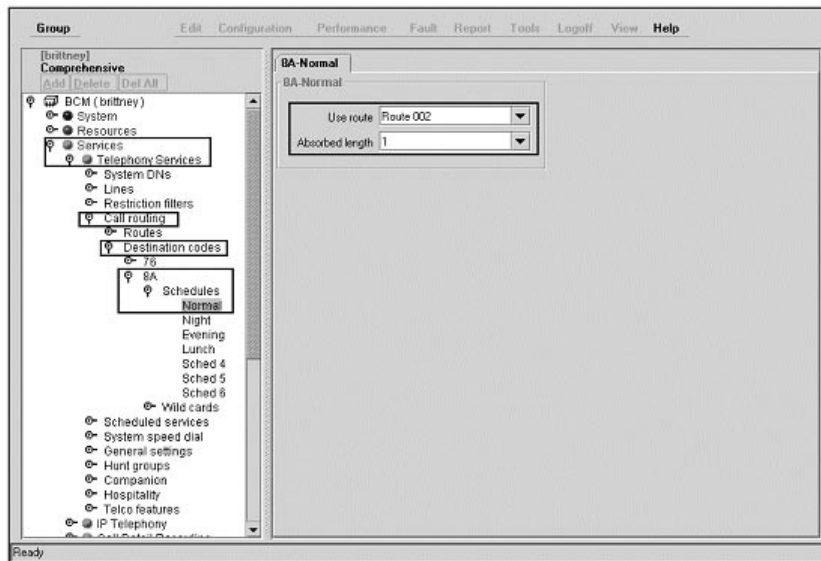 Group Edit Configuration Performance Fault Report Tools Logoff View Help
[brittney]
Comprehensive
Add Delete Del All
BCM (brittney)
System
Resources
Services
Telephony Services
System DNs
Lines
Restriction filters
Call routing
Routes
Destination codes
76
8A
Schedules
Normal
Night
Evening
Lunch
Sched 4
Sched 5
Sched 6
Wild cards
Scheduled services
System speed dial
General settings
Hunt groups
Companion
Hospitality
Telco features
IP Telephony
8A-Normal
8A-Normal
Use route Route 002
Absorbed length 1
Ready